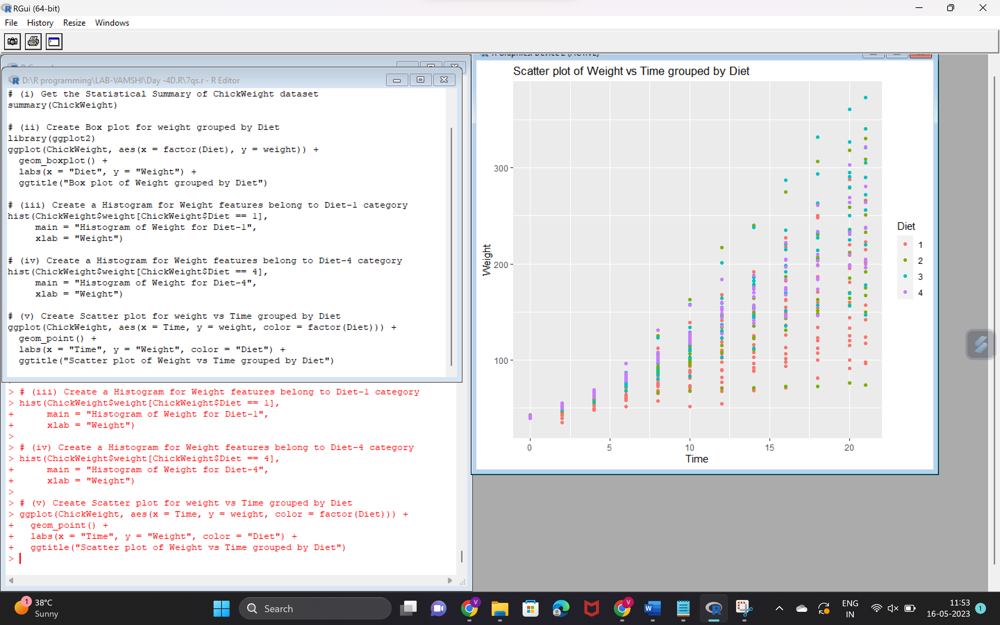 RGui (64-bit)
File History Resize Windows
D:\R programming\LAB-VAMSHI\Day -4D.R\7qs.r - R Editor
# (i) Get the Statistical Summary of ChickWeight dataset
summary(ChickWeight)
# (ii) Create Box plot for weight grouped by Diet
library(ggplot2)
ggplot(ChickWeight, aes(x = factor(Diet), y = weight)) +
  geom_boxplot() +
  labs(x = "Diet", y = "Weight") +
  ggtitle("Box plot of Weight grouped by Diet")
# (iii) Create a Histogram for Weight features belong to Diet-1 category
hist(ChickWeight$weight[ChickWeight$Diet == 1],
     main = "Histogram of Weight for Diet-1",
     xlab = "Weight")
# (iv) Create a Histogram for Weight features belong to Diet-4 category
hist(ChickWeight$weight[ChickWeight$Diet == 4],
     main = "Histogram of Weight for Diet-4",
     xlab = "Weight")
# (v) Create Scatter plot for weight vs Time grouped by Diet
ggplot(ChickWeight, aes(x = Time, y = weight, color = factor(Diet))) +
  geom_point() +
  labs(x = "Time", y = "Weight", color = "Diet") +
  ggtitle("Scatter plot of Weight vs Time grouped by Diet")
> # (iii) Create a Histogram for Weight features belong to Diet-1 category
> hist(ChickWeight$weight[ChickWeight$Diet == 1],
+      main = "Histogram of Weight for Diet-1",
+      xlab = "Weight")
>
> # (iv) Create a Histogram for Weight features belong to Diet-4 category
> hist(ChickWeight$weight[ChickWeight$Diet == 4],
+      main = "Histogram of Weight for Diet-4",
+      xlab = "Weight")
>
> # (v) Create Scatter plot for weight vs Time grouped by Diet
> ggplot(ChickWeight, aes(x = Time, y = weight, color = factor(Diet))) +
+   geom_point() +
+   labs(x = "Time", y = "Weight", color = "Diet") +
+   ggtitle("Scatter plot of Weight vs Time grouped by Diet")
>
Scatter plot of Weight vs Time grouped by Diet
Weight
300
200
100
0 5 10 15 20
Time
Diet
1
2
3
4
1
38°C
Sunny
Search
V
V
W
ENG
IN
11:53
16-05-2023
1